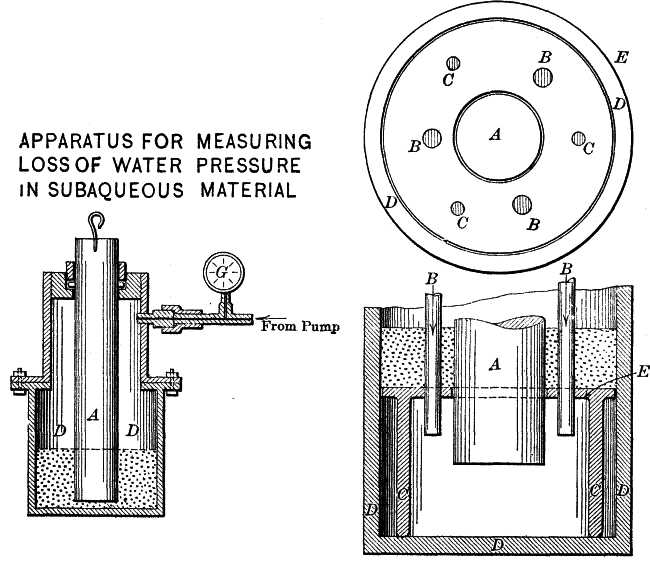 APPARATUS FOR MEASURING
LOSS OF WATER PRESSURE
IN SUBAQUEOUS MATERIAL
G
From Pump
A
D
D
B
E
C
D
A
B
C
D
C
B
B
B
A
E
C
C
D
D
D